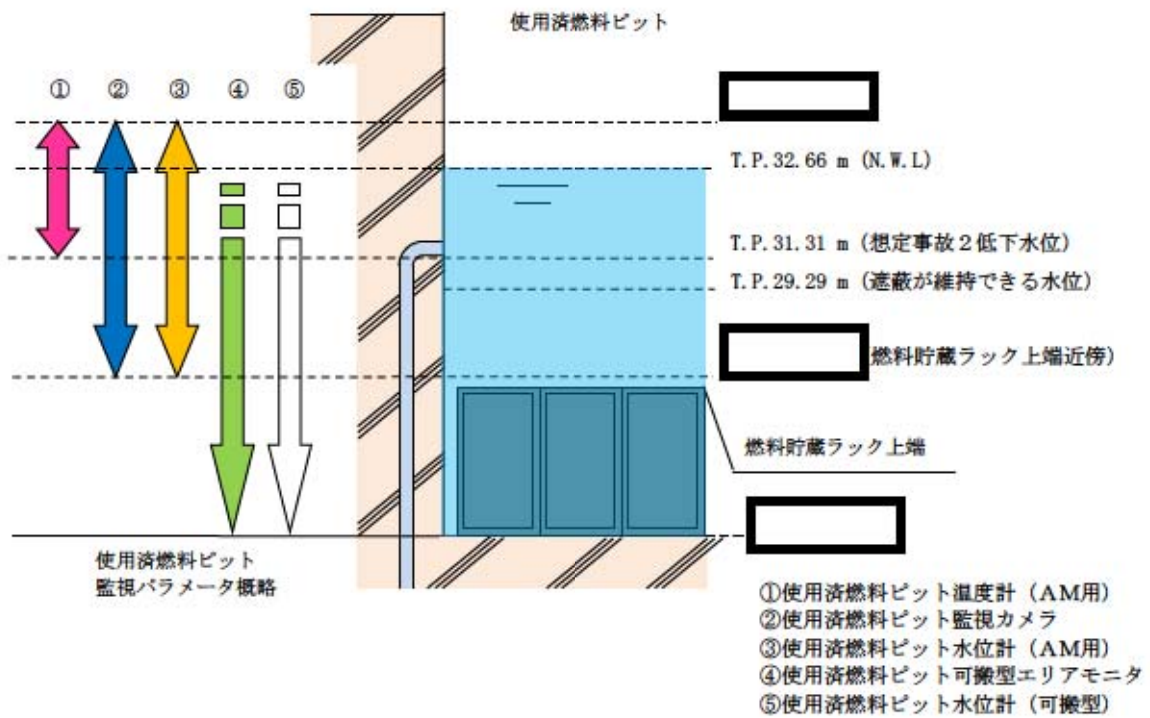 使用済燃料ピット
① ② ③ ④ ⑤
T.P.32.66 m (N.W.L)
T.P.31.31 m (想定事故2低下水位)
T.P.29.29 m (遮蔽が維持できる水位)
燃料貯蔵ラック上端近傍)
燃料貯蔵ラック上端
使用済燃料ピット
監視パラメータ概略
①使用済燃料ピット温度計(AM用)
②使用済燃料ピット監視カメラ
③使用済燃料ピット水位計(AM用)
④使用済燃料ピット可搬型エリアモニタ
⑤使用済燃料ピット水位計(可搬型)